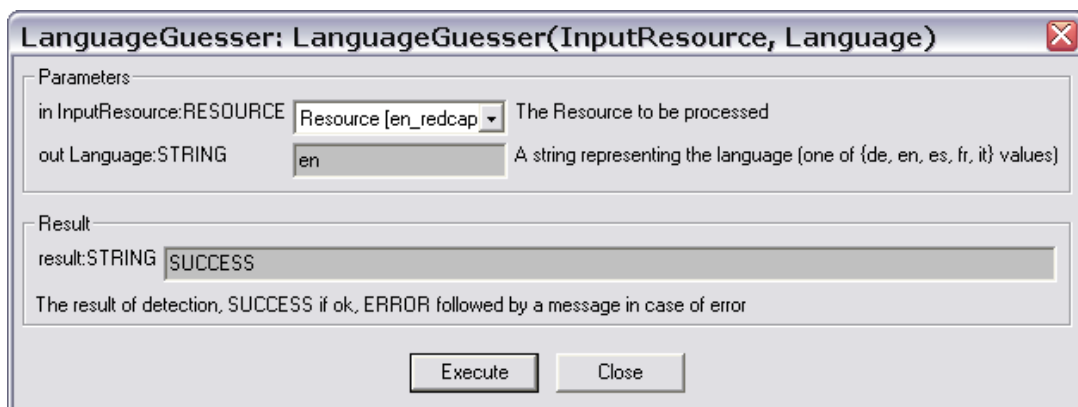 LanguageGuesser: LanguageGuesser(InputResource, Language)
Parameters
in InputResource:RESOURCE Resource [en_redcap The Resource to be processed
out Language:STRING en A string representing the language (one of {de, en, es, fr, it} values)
Result
result:STRING SUCCESS
The result of detection, SUCCESS if ok, ERROR followed by a message in case of error
Execute Close